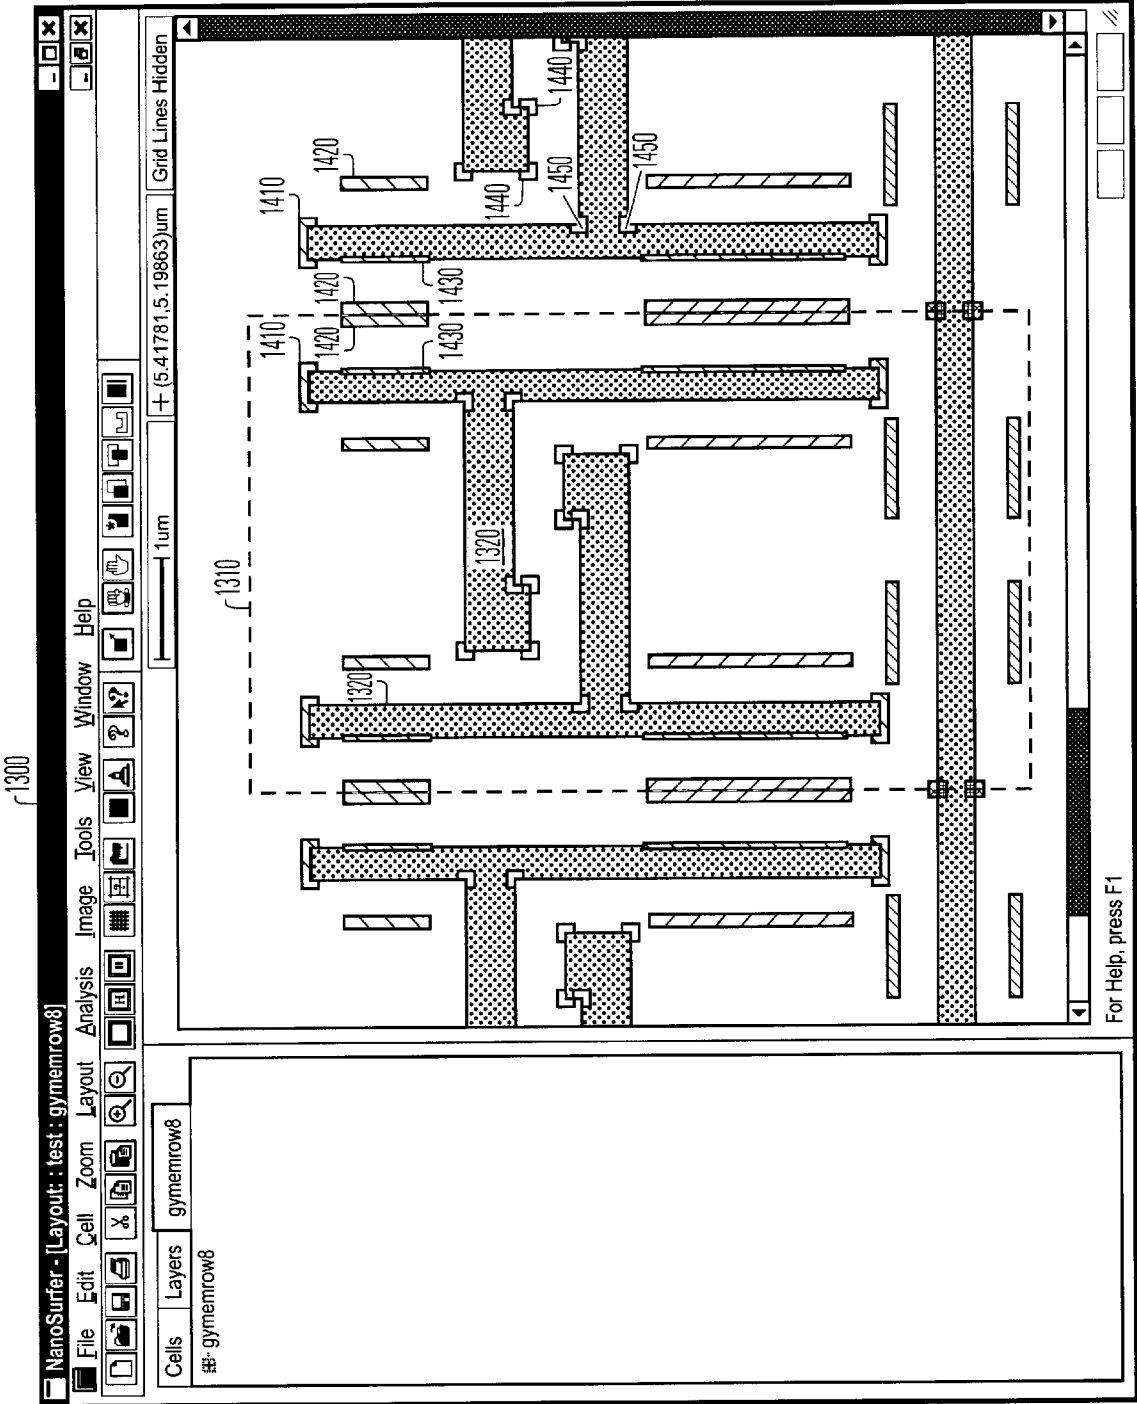 1300
NanoSurfer - [Layout: : test : gymemrow8]
File Edit Cell Zoom Layout Analysis Image Tools View Window Help
1um
+ (5.41781,5.19863)um
Grid Lines Hidden
Cells Layers gymemrow8
gymemrow8
1310
1410
1410
1420
1420
1420
1430
1430
1320
1320
1440
1440
1450
1450
For Help, press F1